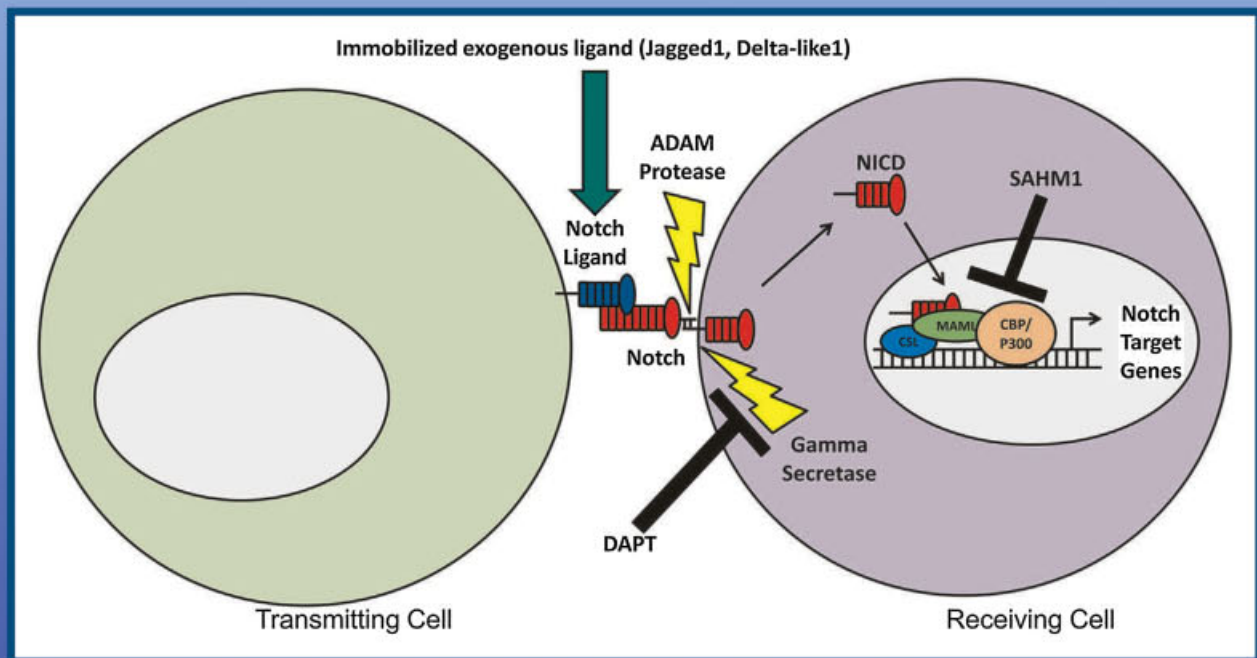 Immobilized exogenous ligand (Jagged1, Delta-like1)
ADAM
Protease
Notch
Ligand
Notch
NICD
SAHM1
CSL
MAML
CBP/
P300
Notch
Target
Genes
Gamma
Secretase
DAPT
Transmitting Cell
Receiving Cell